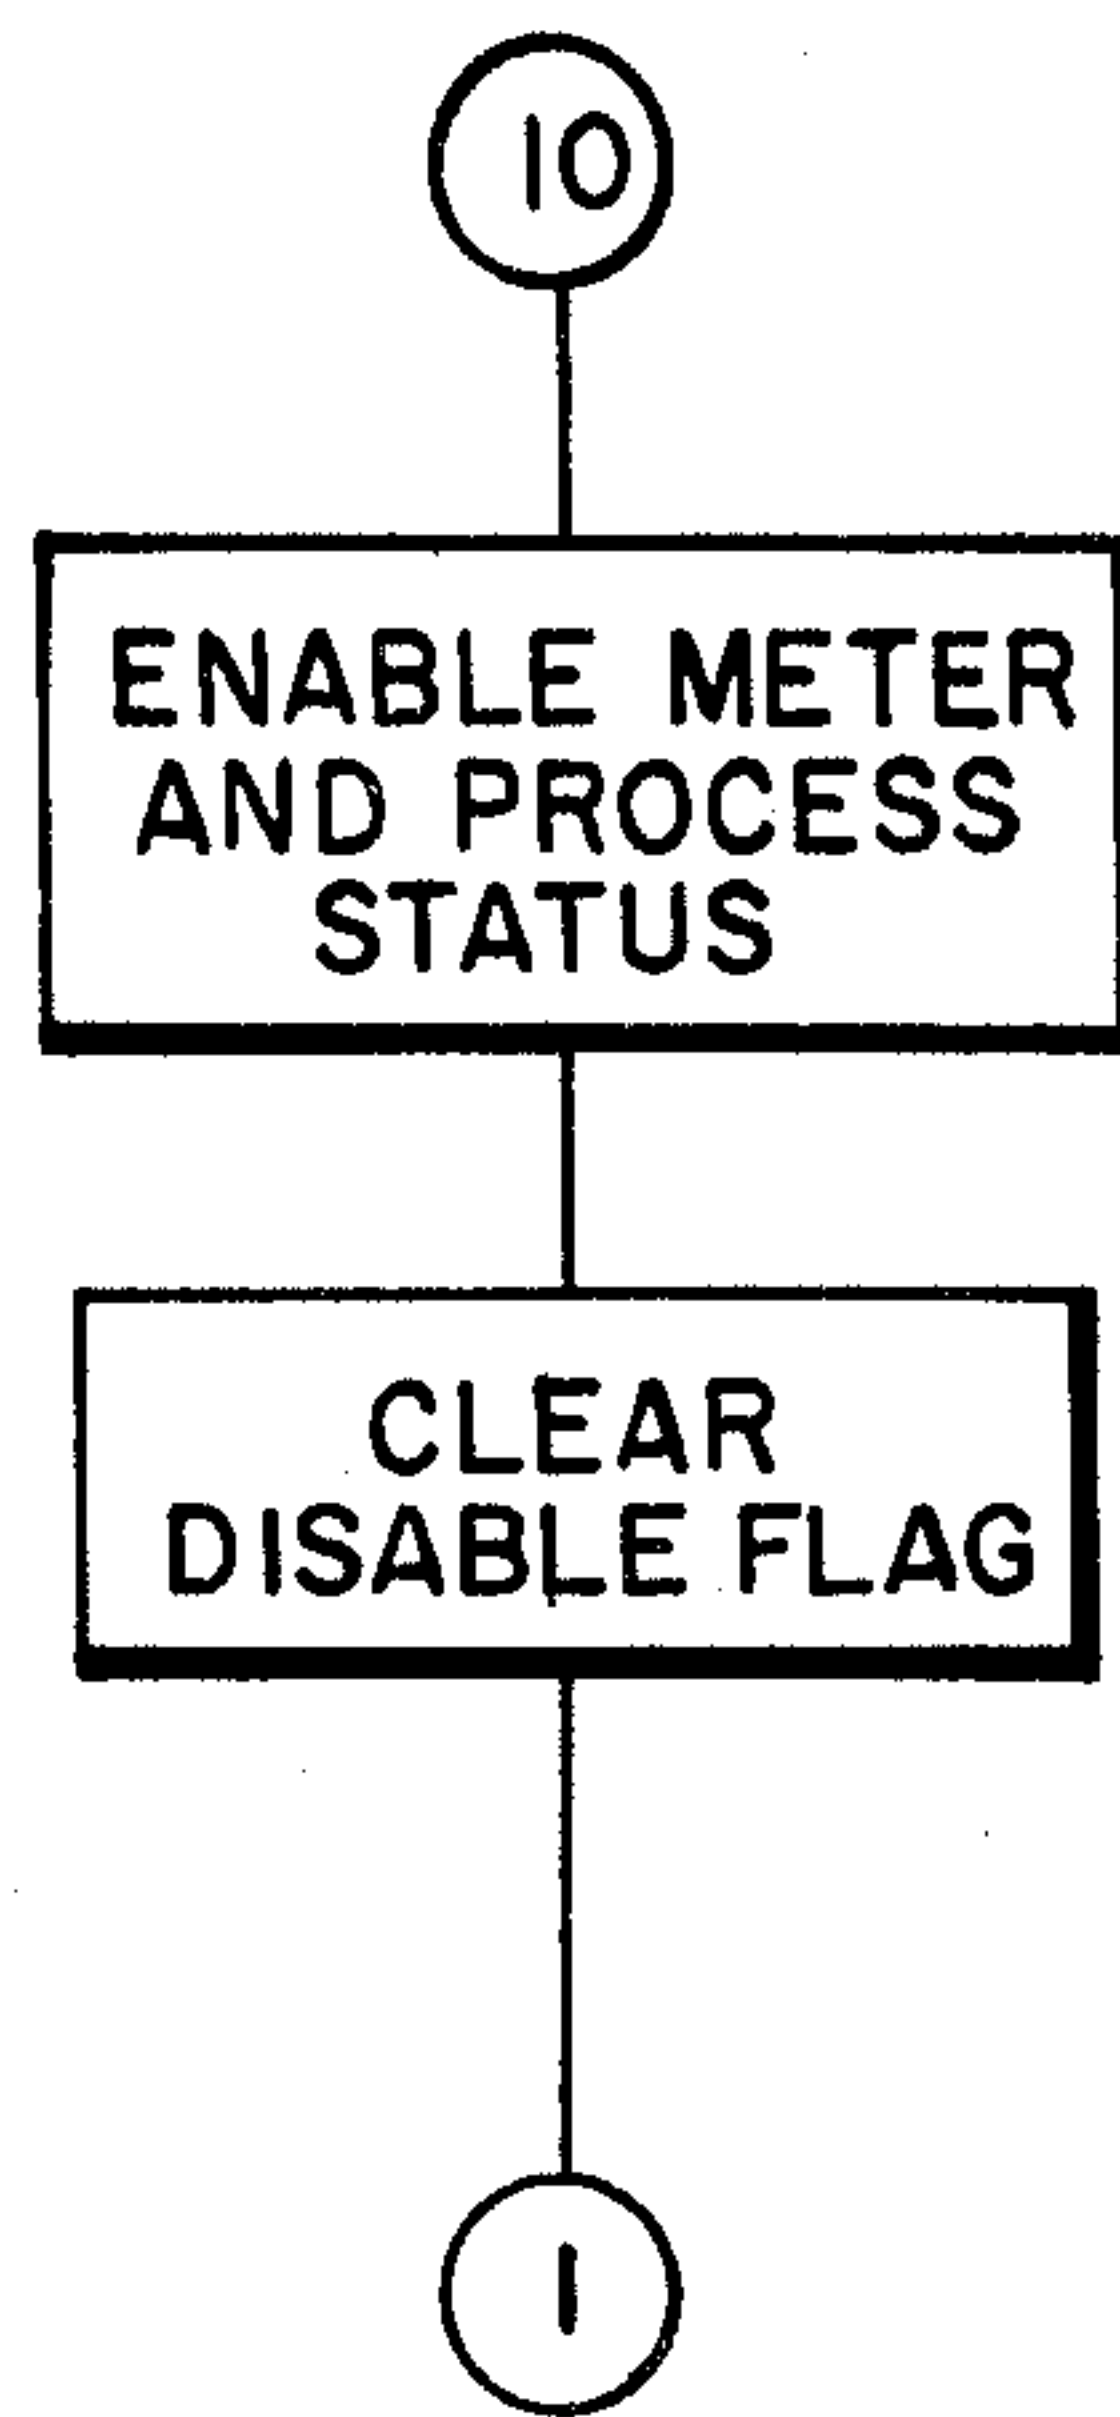 10
ENABLE METER
AND PROCESS
STATUS
CLEAR
DISABLE FLAG
1